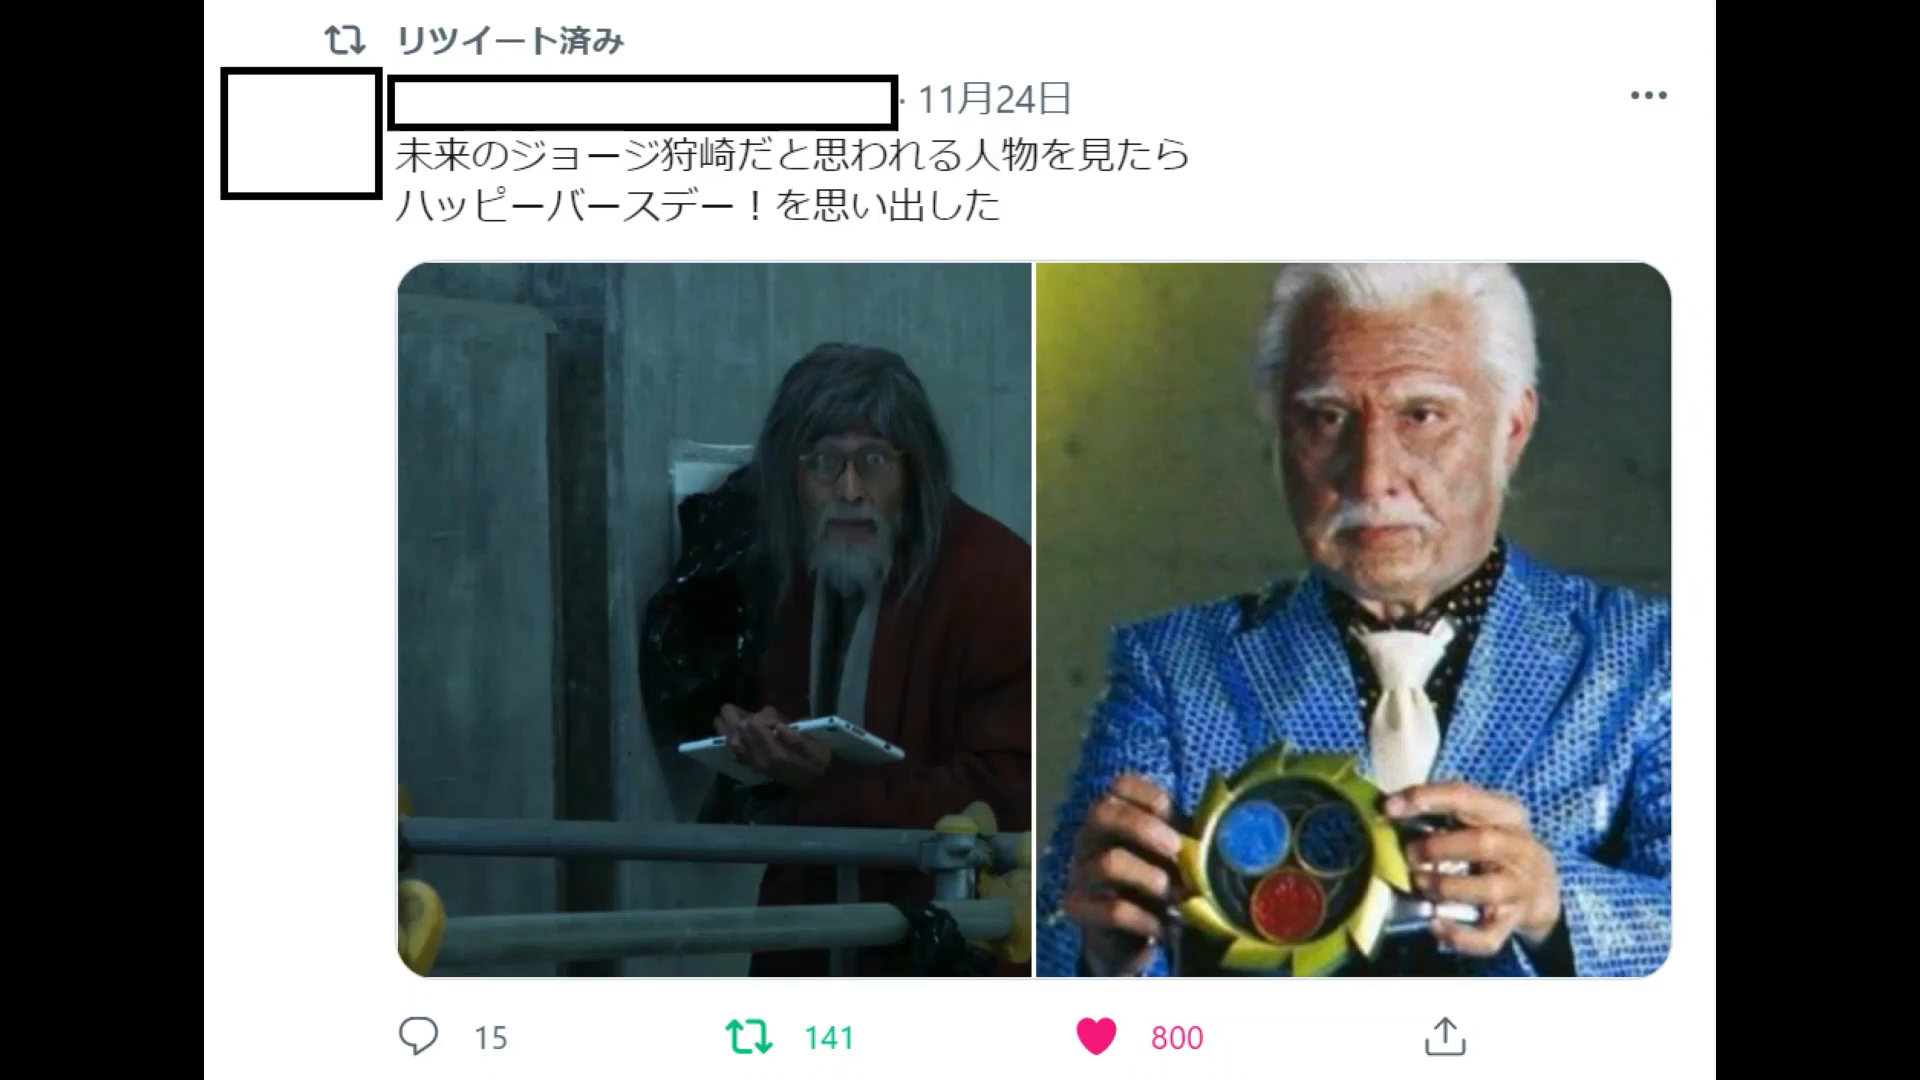 リツイート済み
· 11月24日
未来のジョージ狩崎だと思われる人物を見たら
ハッピーバースデー！を思い出した
15 141 800